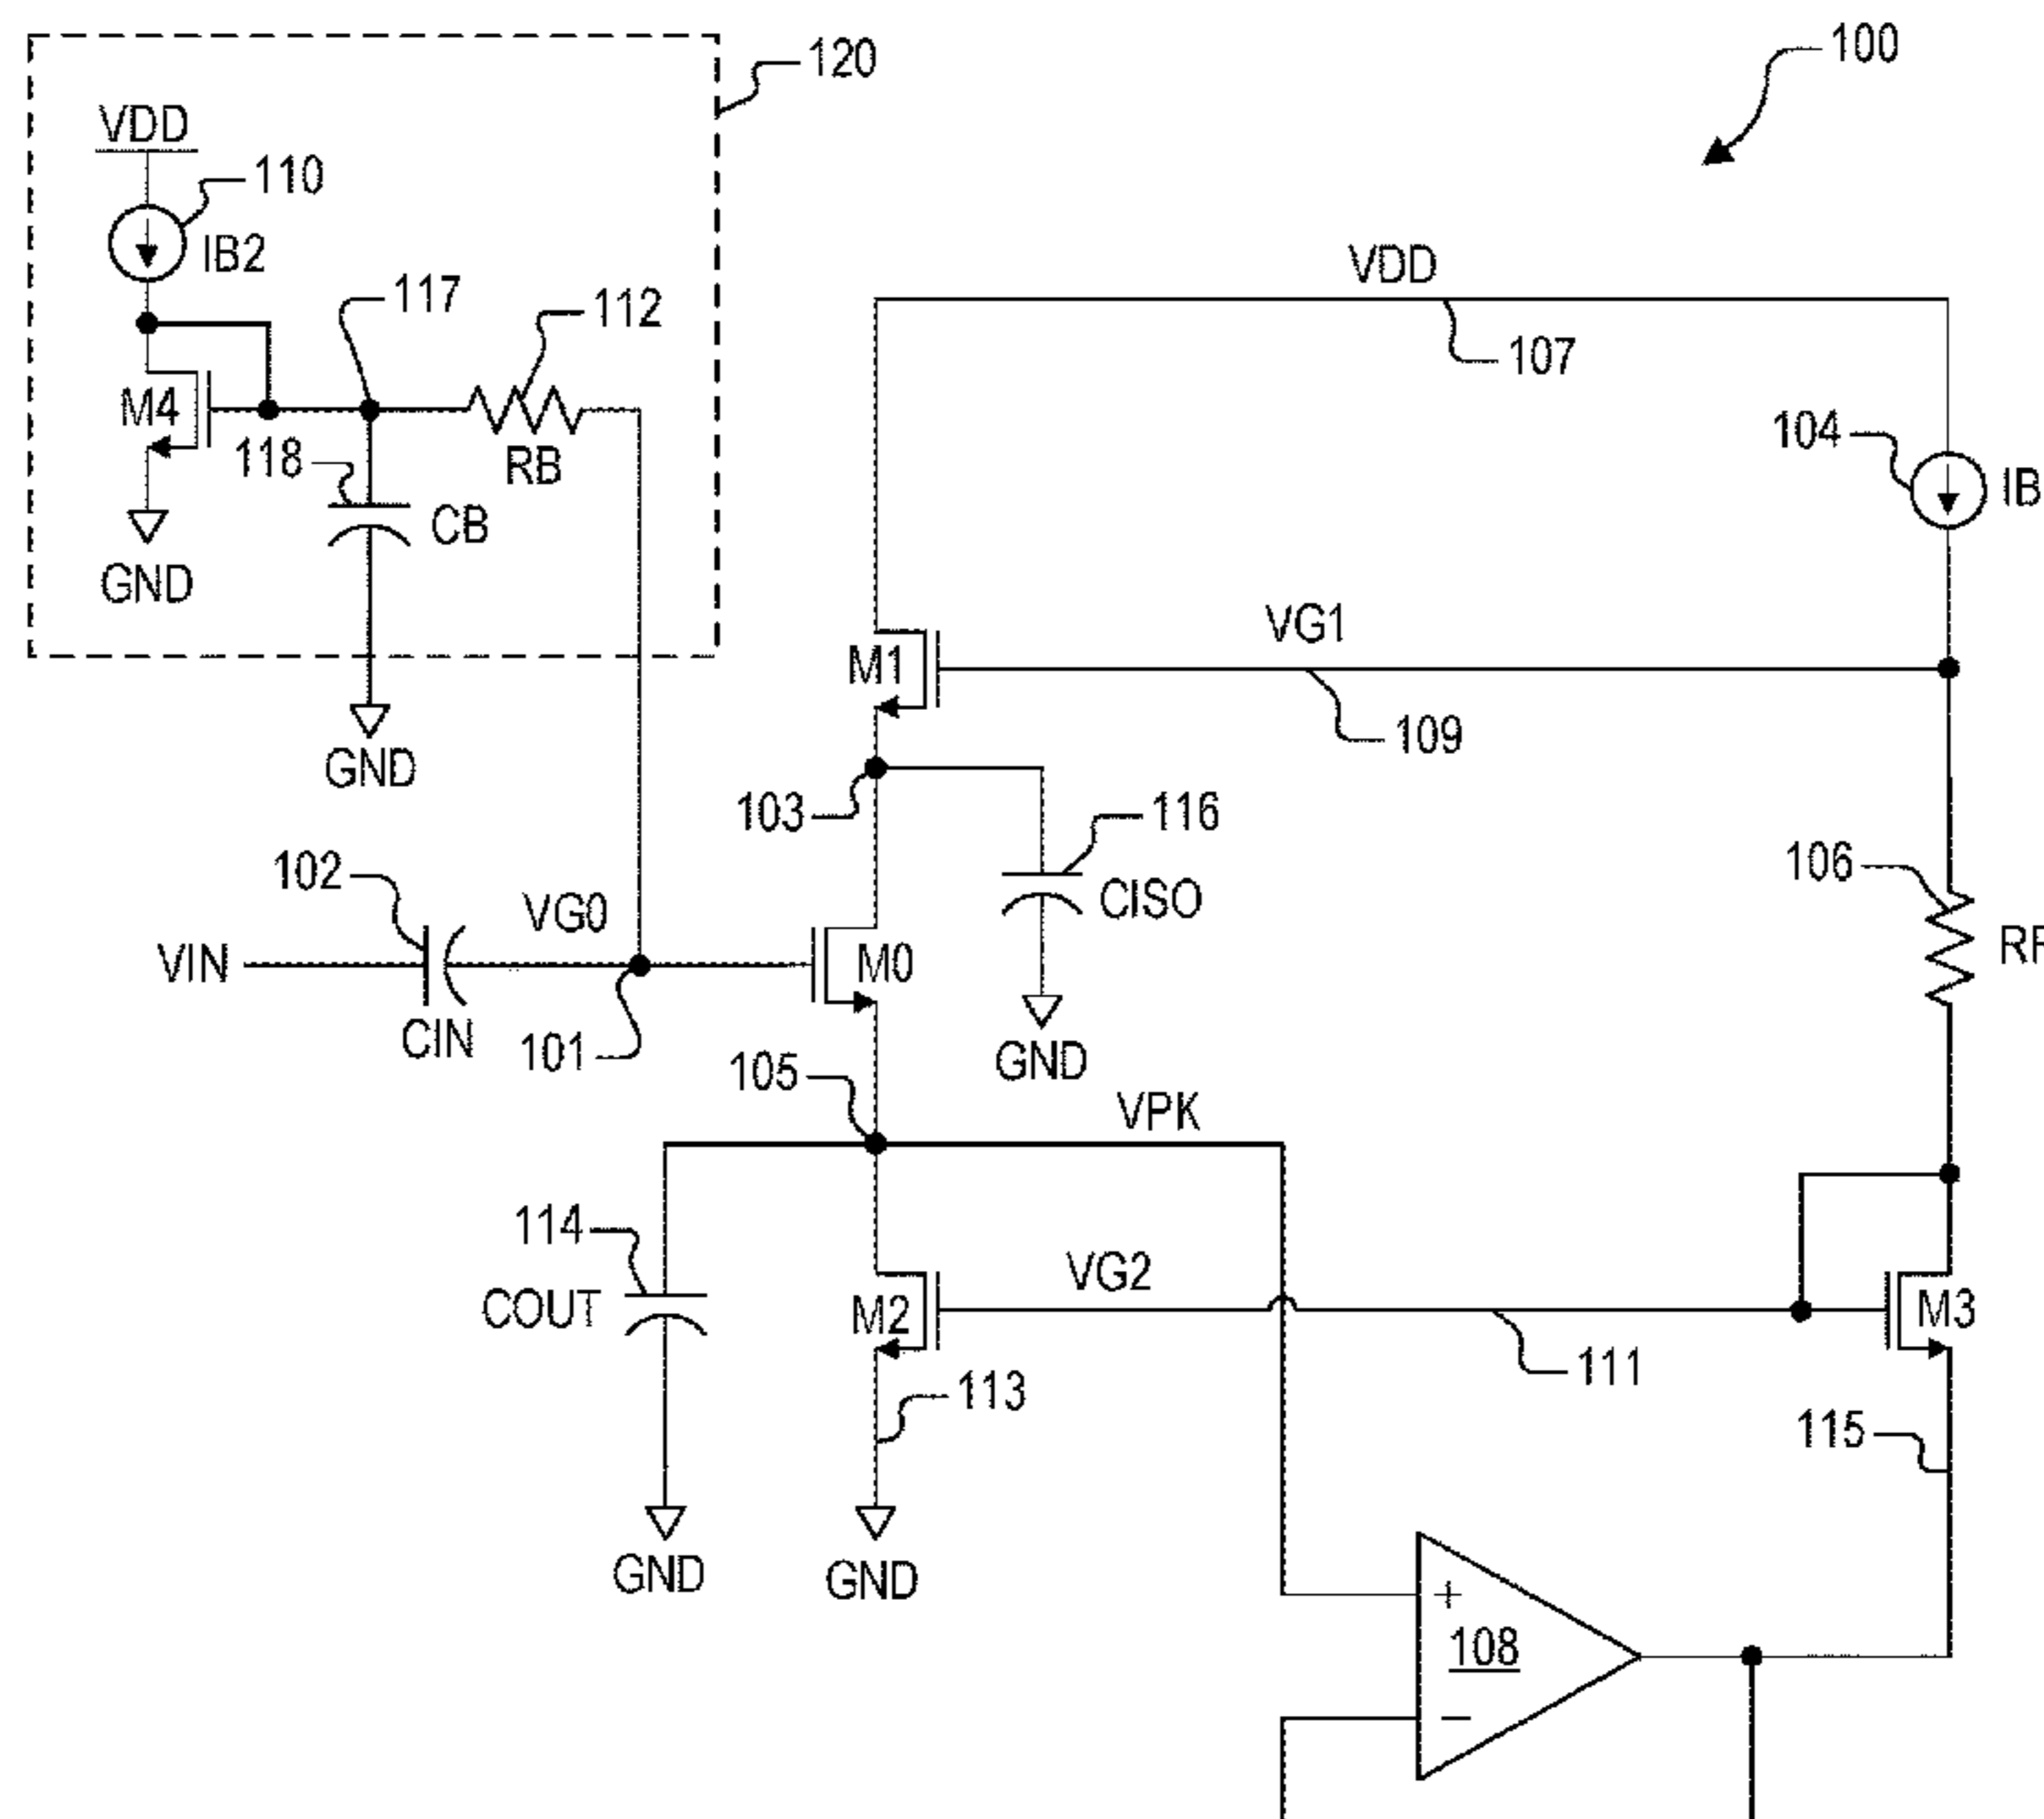 120
100
VDD
110
IB2
117
112
VDD
107
M4
118
RB
104
IB
CB
GND
VG1
M1
109
GND
103
116
102
CISO
106
VG0
VIN
M0
RF
CIN
101
GND
105
VPK
114
VG2
COUT
M2
M3
111
113
115
GND
GND
+
108
−